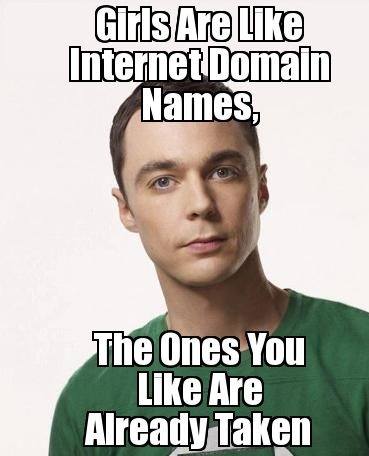 Girls Are Like
Internet Domain
Names,
The Ones You
Like Are
Already Taken